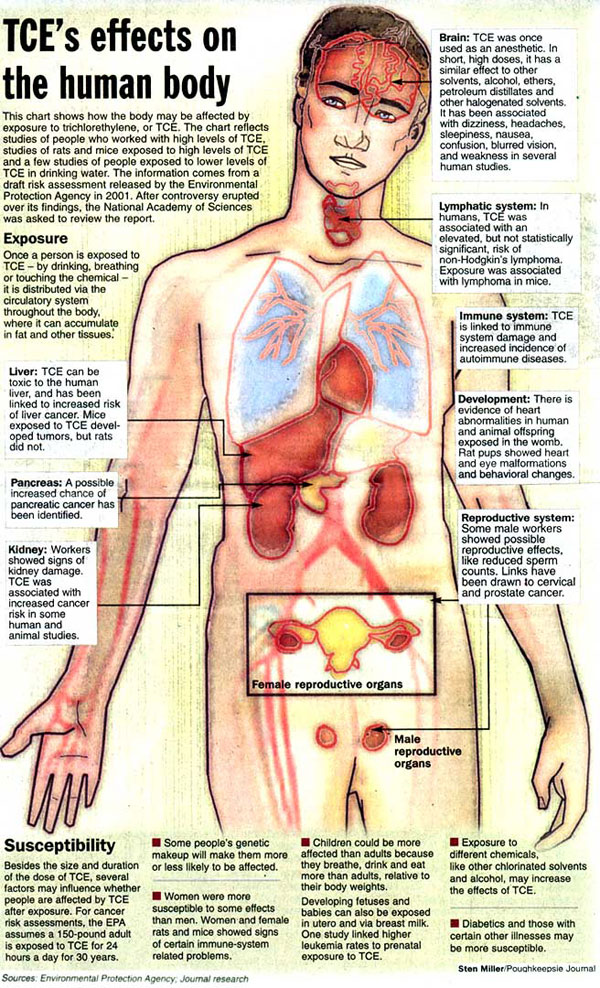 TCE's effects on
the human body
This chart shows how the body may be affected by
exposure to trichlorethylene, or TCE. The chart reflects
studies of people who worked with high levels of TCE,
studies of rats and mice exposed to high levels of TCE
and a few studies of people exposed to lower levels of
TCE in drinking water. The information comes from a
draft risk assessment released by the Environmental
Protection Agency in 2001. After controversy erupted
over its findings, the National Academy of Sciences
was asked to review the report.
Exposure
Once a person is exposed to
TCE – by drinking, breathing
or touching the chemical –
it is distributed via the
circulatory system
throughout the body,
where it can accumulate
in fat and other tissues.
Liver: TCE can be
toxic to the human
liver, and has been
linked to increased risk
of liver cancer. Mice
exposed to TCE devel-
oped tumors, but rats
did not.
Pancreas: A possible
increased chance of
pancreatic cancer has
been identified.
Kidney: Workers
showed signs of
kidney damage.
TCE was
associated with
increased cancer
risk in some
human and
animal studies.
Brain: TCE was once
used as an anesthetic. In
short, high doses, it has a
similar effect to other
solvents, alcohol, ethers,
petroleum distillates and
other halogenated solvents.
It has been associated
with dizziness, headaches,
sleepiness, nausea,
confusion, blurred vision,
and weakness in several
human studies.
Lymphatic system: In
humans, TCE was
associated with an
elevated, but not statistically
significant, risk of
non-Hodgkin's lymphoma.
Exposure was associated
with lymphoma in mice.
Immune system: TCE
is linked to immune
system damage and
increased incidence of
autoimmune diseases.
Development: There is
evidence of heart
abnormalities in human
and animal offspring
exposed in the womb.
Rat pups showed heart
and eye malformations
and behavioral changes.
Reproductive system:
Some male workers
showed possible
reproductive effects,
like reduced sperm
counts. Links have
been drawn to cervical
and prostate cancer.
Female reproductive organs
Male
reproductive
organs
Susceptibility
Besides the size and duration
of the dose of TCE, several
factors may influence whether
people are affected by TCE
after exposure. For cancer
risk assessments, the EPA
assumes a 150-pound adult
is exposed to TCE for 24
hours a day for 30 years.
Some people's genetic
makeup will make them more
or less likely to be affected.
Women were more
susceptible to some effects
than men. Women and female
rats and mice showed signs
of certain immune-system
related problems.
Children could be more
affected than adults because
they breathe, drink and eat
more than adults, relative to
their body weights.
Developing fetuses and
babies can also be exposed
in utero and via breast milk.
One study linked higher
leukemia rates to prenatal
exposure to TCE.
Exposure to
different chemicals,
like other chlorinated solvents
and alcohol, may increase
the effects of TCE.
Diabetics and those with
certain other illnesses may
be more susceptible.
Sten Miller/Poughkeepsie Journal
Sources: Environmental Protection Agency, Journal research